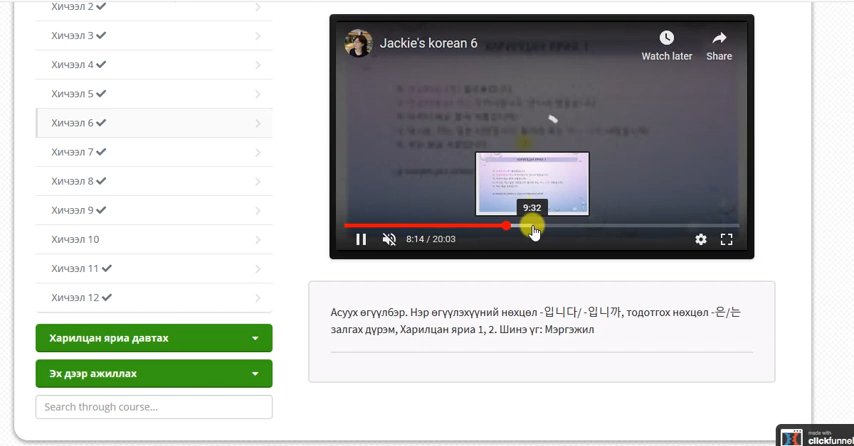 Хичээл 2
Хичээл 3
Хичээл 4
Хичээл 5
Хичээл 6
Хичээл 7
Хичээл 8
Хичээл 9
Хичээл 10
Хичээл 11
Хичээл 12
Харилцан яриа давтах
Эх дээр ажиллах
Search through course...
Jackie's korean 6
Watch later
Share
9:32
8:14 / 20:03
Асуух өгүүлбэр. Нэр өгүүлэхүүний нөхцөл -입니다/ -입니까, тодотгох нөхцөл -은/는
залгах дүрэм, Харилцан яриа 1, 2. Шинэ үг: Мэргэжил
made with
clickfunnel